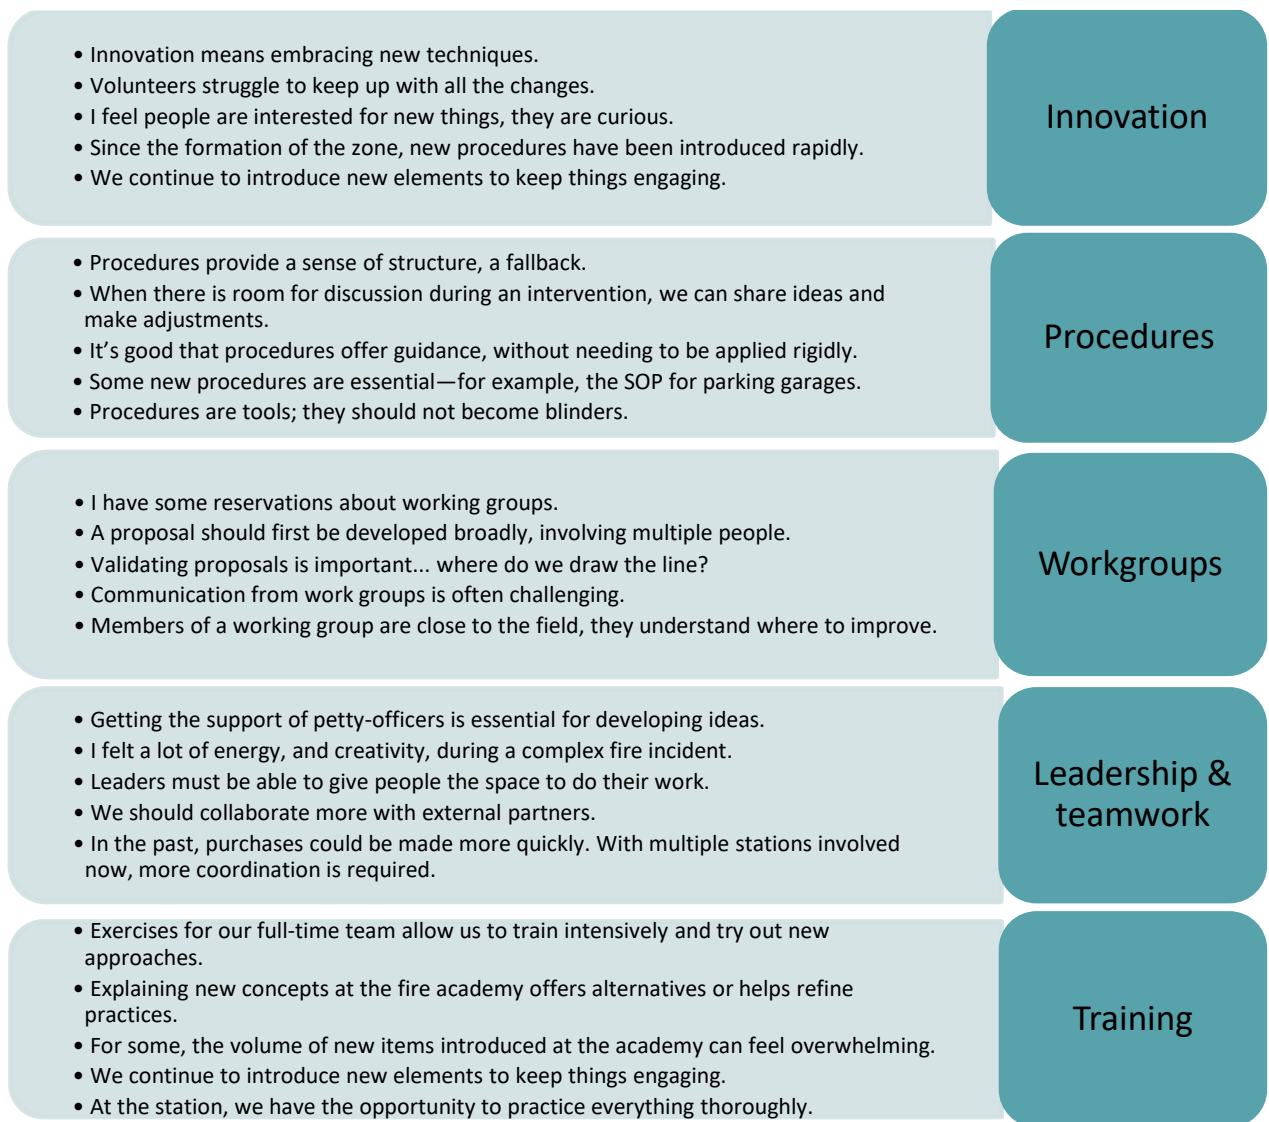 • Innovation means embracing new techniques.
• Volunteers struggle to keep up with all the changes.
• I feel people are interested for new things, they are curious.
• Since the formation of the zone, new procedures have been introduced rapidly.
• We continue to introduce new elements to keep things engaging.
Innovation
• Procedures provide a sense of structure, a fallback.
• When there is room for discussion during an intervention, we can share ideas and
make adjustments.
• It’s good that procedures offer guidance, without needing to be applied rigidly.
• Some new procedures are essential—for example, the SOP for parking garages.
• Procedures are tools; they should not become blinders.
Procedures
• I have some reservations about working groups.
• A proposal should first be developed broadly, involving multiple people.
• Validating proposals is important... where do we draw the line?
• Communication from work groups is often challenging.
• Members of a working group are close to the field, they understand where to improve.
Workgroups
• Getting the support of petty-officers is essential for developing ideas.
• I felt a lot of energy, and creativity, during a complex fire incident.
• Leaders must be able to give people the space to do their work.
• We should collaborate more with external partners.
• In the past, purchases could be made more quickly. With multiple stations involved
now, more coordination is required.
Leadership &
teamwork
• Exercises for our full-time team allow us to train intensively and try out new
approaches.
• Explaining new concepts at the fire academy offers alternatives or helps refine
practices.
• For some, the volume of new items introduced at the academy can feel overwhelming.
• We continue to introduce new elements to keep things engaging.
• At the station, we have the opportunity to practice everything thoroughly.
Training